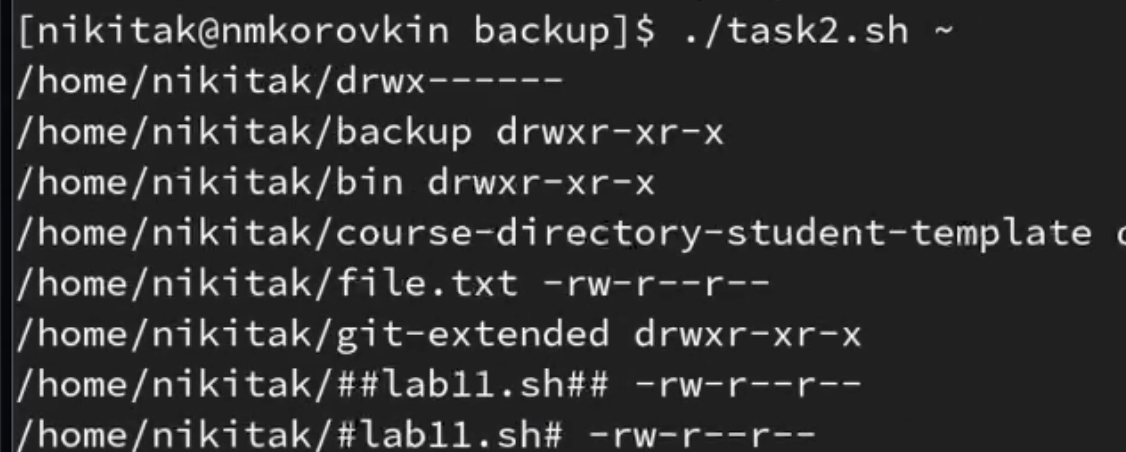 [nikitak@nmkorovkin backup]$ ./task2.sh ~
/home/nikitak/drwx------
/home/nikitak/backup drwxr-xr-x
/home/nikitak/bin drwxr-xr-x
/home/nikitak/course-directory-student-template
/home/nikitak/file.txt -rw-r--r--
/home/nikitak/git-extended drwxr-xr-x
/home/nikitak/##lab11.sh## -rw-r--r--
/home/nikitak/#lab11.sh# -rw-r--r--